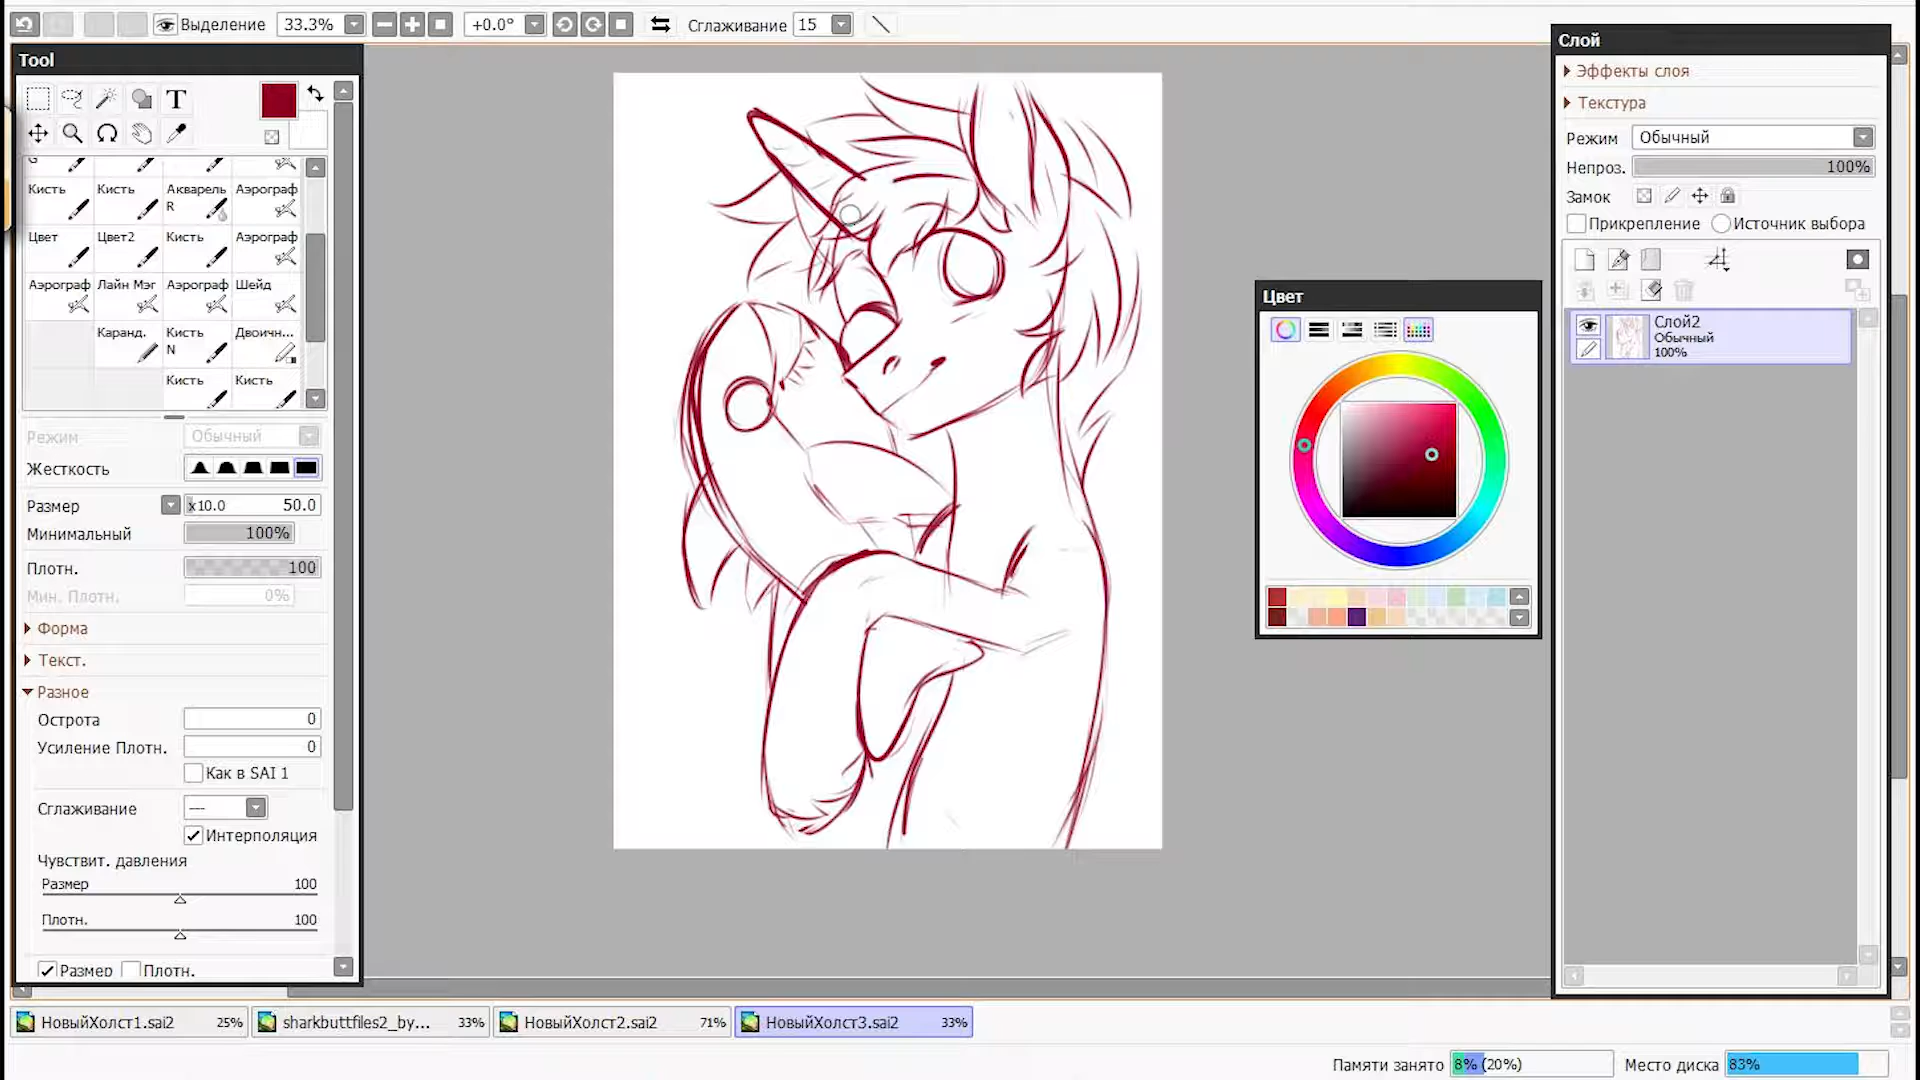 Выделение 33.3% +0.0° Сглаживание 15
Tool
T
G
Кисть Кисть Акварель R Аэрограф
Цвет Цвет2 Кисть Аэрограф
Аэрограф Лайн Мэг Аэрограф Шейд
Каранд. Кисть N Двоичн...
Кисть Кисть
Режим Обычный
Жесткость
Размер x10.0 50.0
Минимальный 100%
Плотн. 100
Мин. Плотн. 0%
Форма
Текст.
Разное
Острота 0
Усиление Плотн. 0
Как в SAI 1
Сглаживание ----
Интерполяция
Чувствит. давления
Размер 100
Плотн. 100
Размер Плотн.
Цвет
Слой
Эффекты слоя
Текстура
Режим Обычный
Непроз. 100%
Замок
Прикрепление Источник выбора
Слой2
Обычный
100%
НовыйХолст1.sai2 25% sharkbuttfiles2_by... 33% НовыйХолст2.sai2 71% НовыйХолст3.sai2 33%
Памяти занято 8% (20%) Место диска 83%